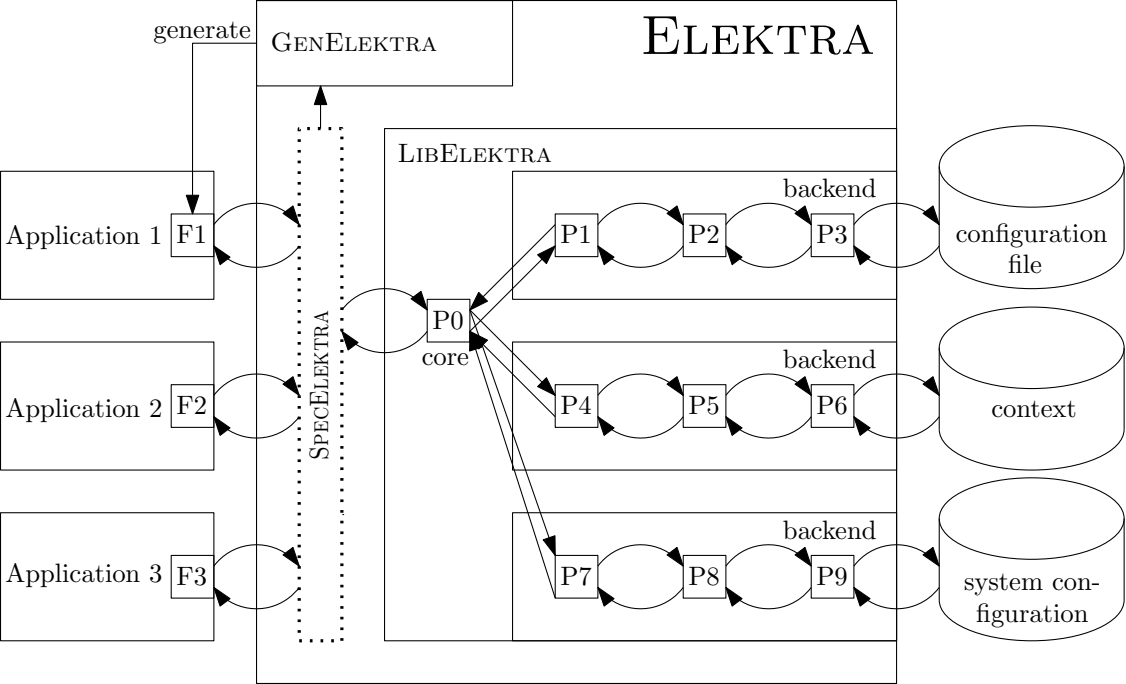 generate
GENELEKTRA
ELEKTRA
LIBELEKTRA
SPECELEKTRA
Application 1
F1
Application 2
F2
Application 3
F3
P0
core
backend
P1
P2
P3
configuration
file
backend
P4
P5
P6
context
backend
P7
P8
P9
system con-
figuration